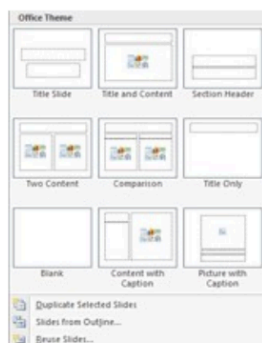 Office Theme
Title Slide
Title and Content
Section Header
Two Content
Comparison
Title Only
Blank
Content with
Caption
Picture with
Caption
Duplicate Selected Slides
Slides from Outline...
Reuse Slides...